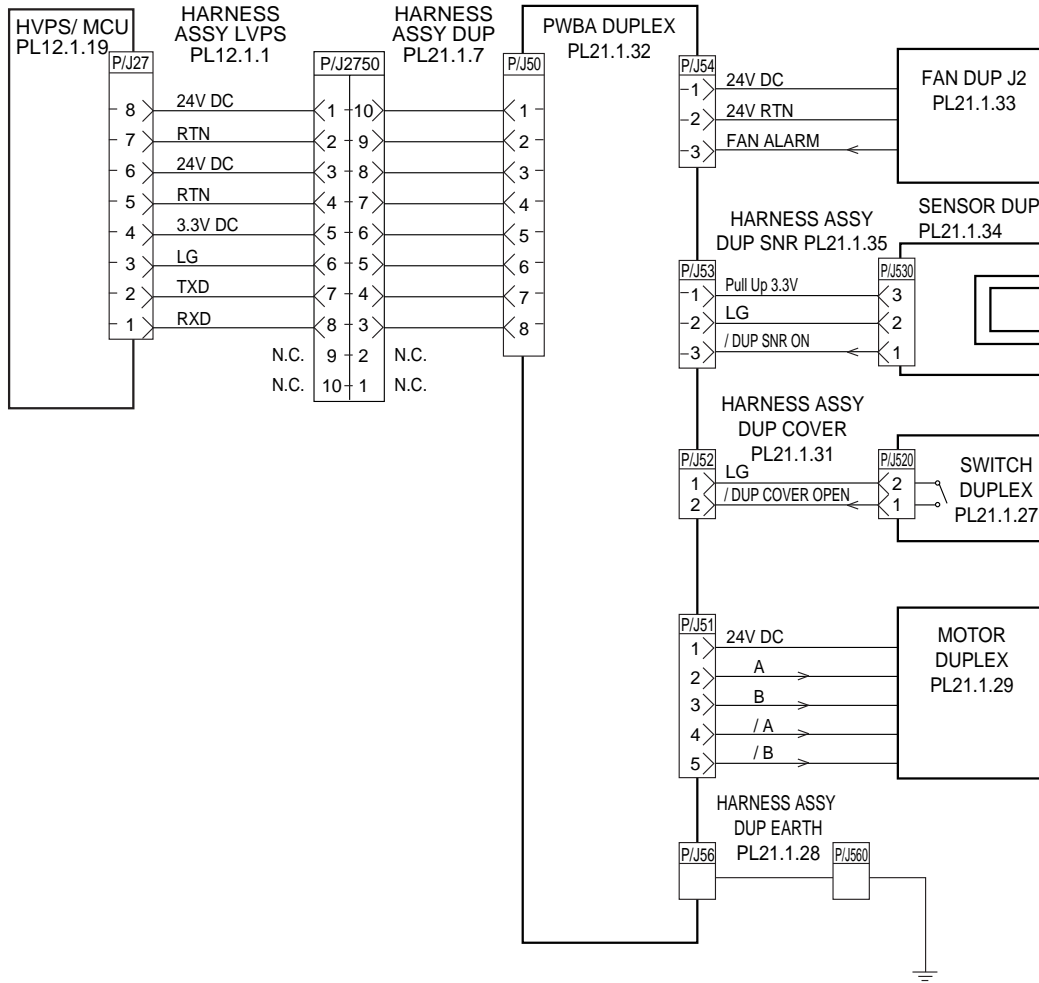 HVPS/ MCU
PL12.1.19
HARNESS
ASSY LVPS
PL12.1.1
HARNESS
ASSY DUP
PL21.1.7
PWBA DUPLEX
PL21.1.32
P/J27
P/J2750
P/J50
8 24V DC 1 10 1
7 RTN 2 9 2
6 24V DC 3 8 3
5 RTN 4 7 4
4 3.3V DC 5 6 5
3 LG 6 5 6
2 TXD 7 4 7
1 RXD 8 3 8
N.C. 9 2 N.C.
N.C. 10 1 N.C.
P/J54
1 24V DC
2 24V RTN
3 FAN ALARM
FAN DUP J2
PL21.1.33
HARNESS ASSY
DUP SNR PL21.1.35
SENSOR DUP
PL21.1.34
P/J53
P/J530
1 Pull Up 3.3V 3
2 LG 2
3 / DUP SNR ON 1
HARNESS ASSY
DUP COVER
PL21.1.31
P/J52
P/J520
1 LG 2
2 / DUP COVER OPEN 1
SWITCH
DUPLEX
PL21.1.27
P/J51
1 24V DC
2 A
3 B
4 / A
5 / B
MOTOR
DUPLEX
PL21.1.29
HARNESS ASSY
DUP EARTH
PL21.1.28
P/J56
P/J560